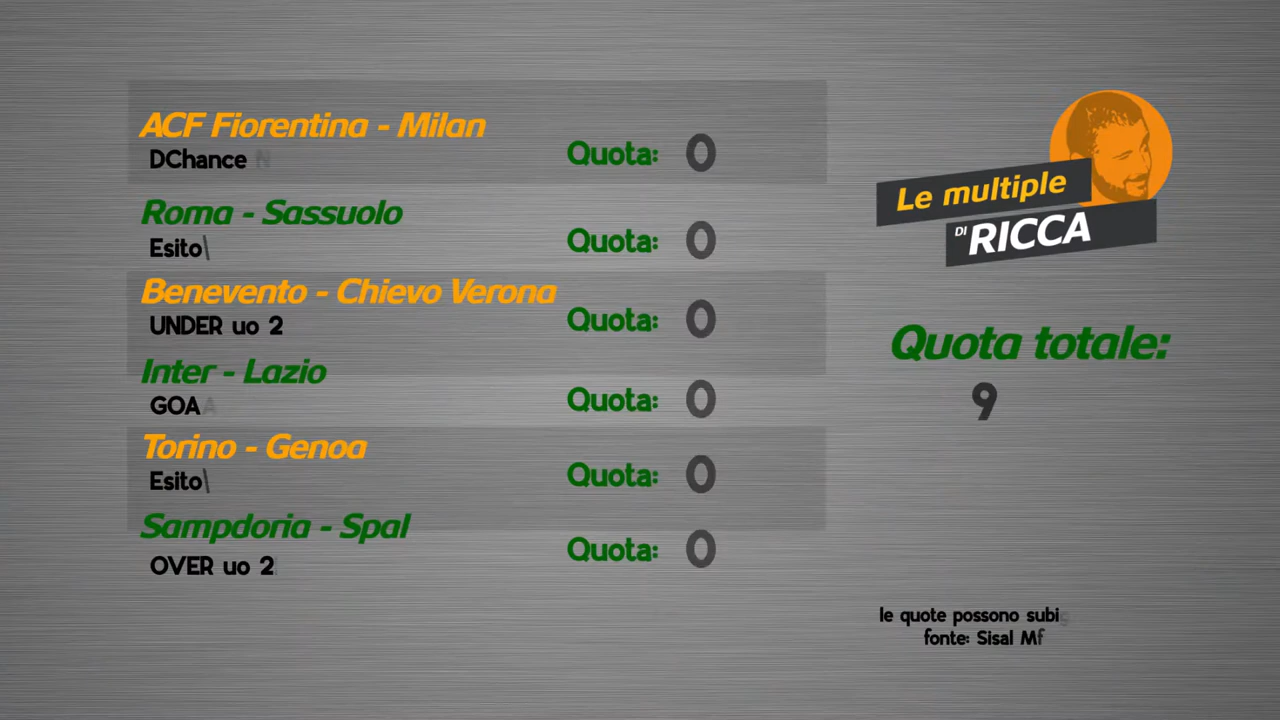 ACF Fiorentina - Milan
DChance
Quota: 0
Roma - Sassuolo
Esito
Quota: 0
Benevento - Chievo Verona
UNDER uo 2
Quota: 0
Inter - Lazio
GOA
Quota: 0
Torino - Genoa
Esito
Quota: 0
Sampdoria - Spal
OVER uo 2
Quota: 0
Le multiple
DI RICCA
Quota totale:
9
le quote possono subi
fonte: Sisal M